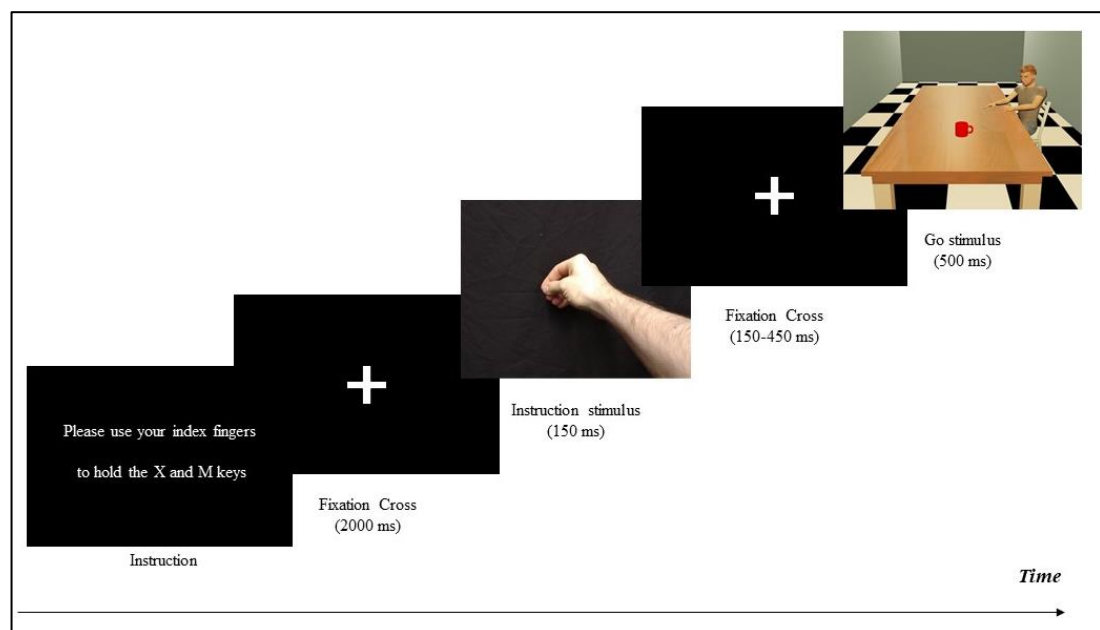 Please use your index fingers
to hold the X and M keys
Instruction
Fixation Cross
(2000 ms)
Instruction stimulus
(150 ms)
Fixation Cross
(150-450 ms)
Go stimulus
(500 ms)
Time